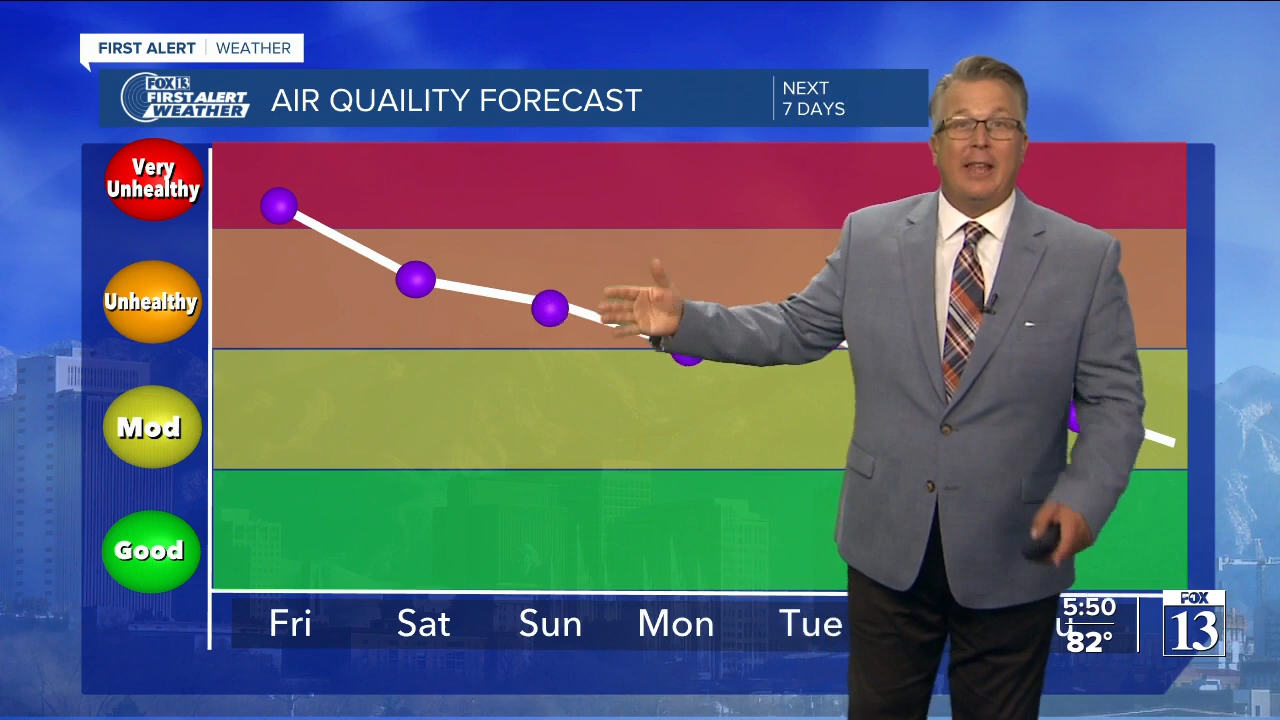 FIRST ALERT | WEATHER
FOX 13
FIRST ALERT
WEATHER
AIR QUAILITY FORECAST
NEXT
7 DAYS
Very
Unhealthy
Unhealthy
Mod
Good
Fri Sat Sun Mon Tue
5:50
82°
FOX
13